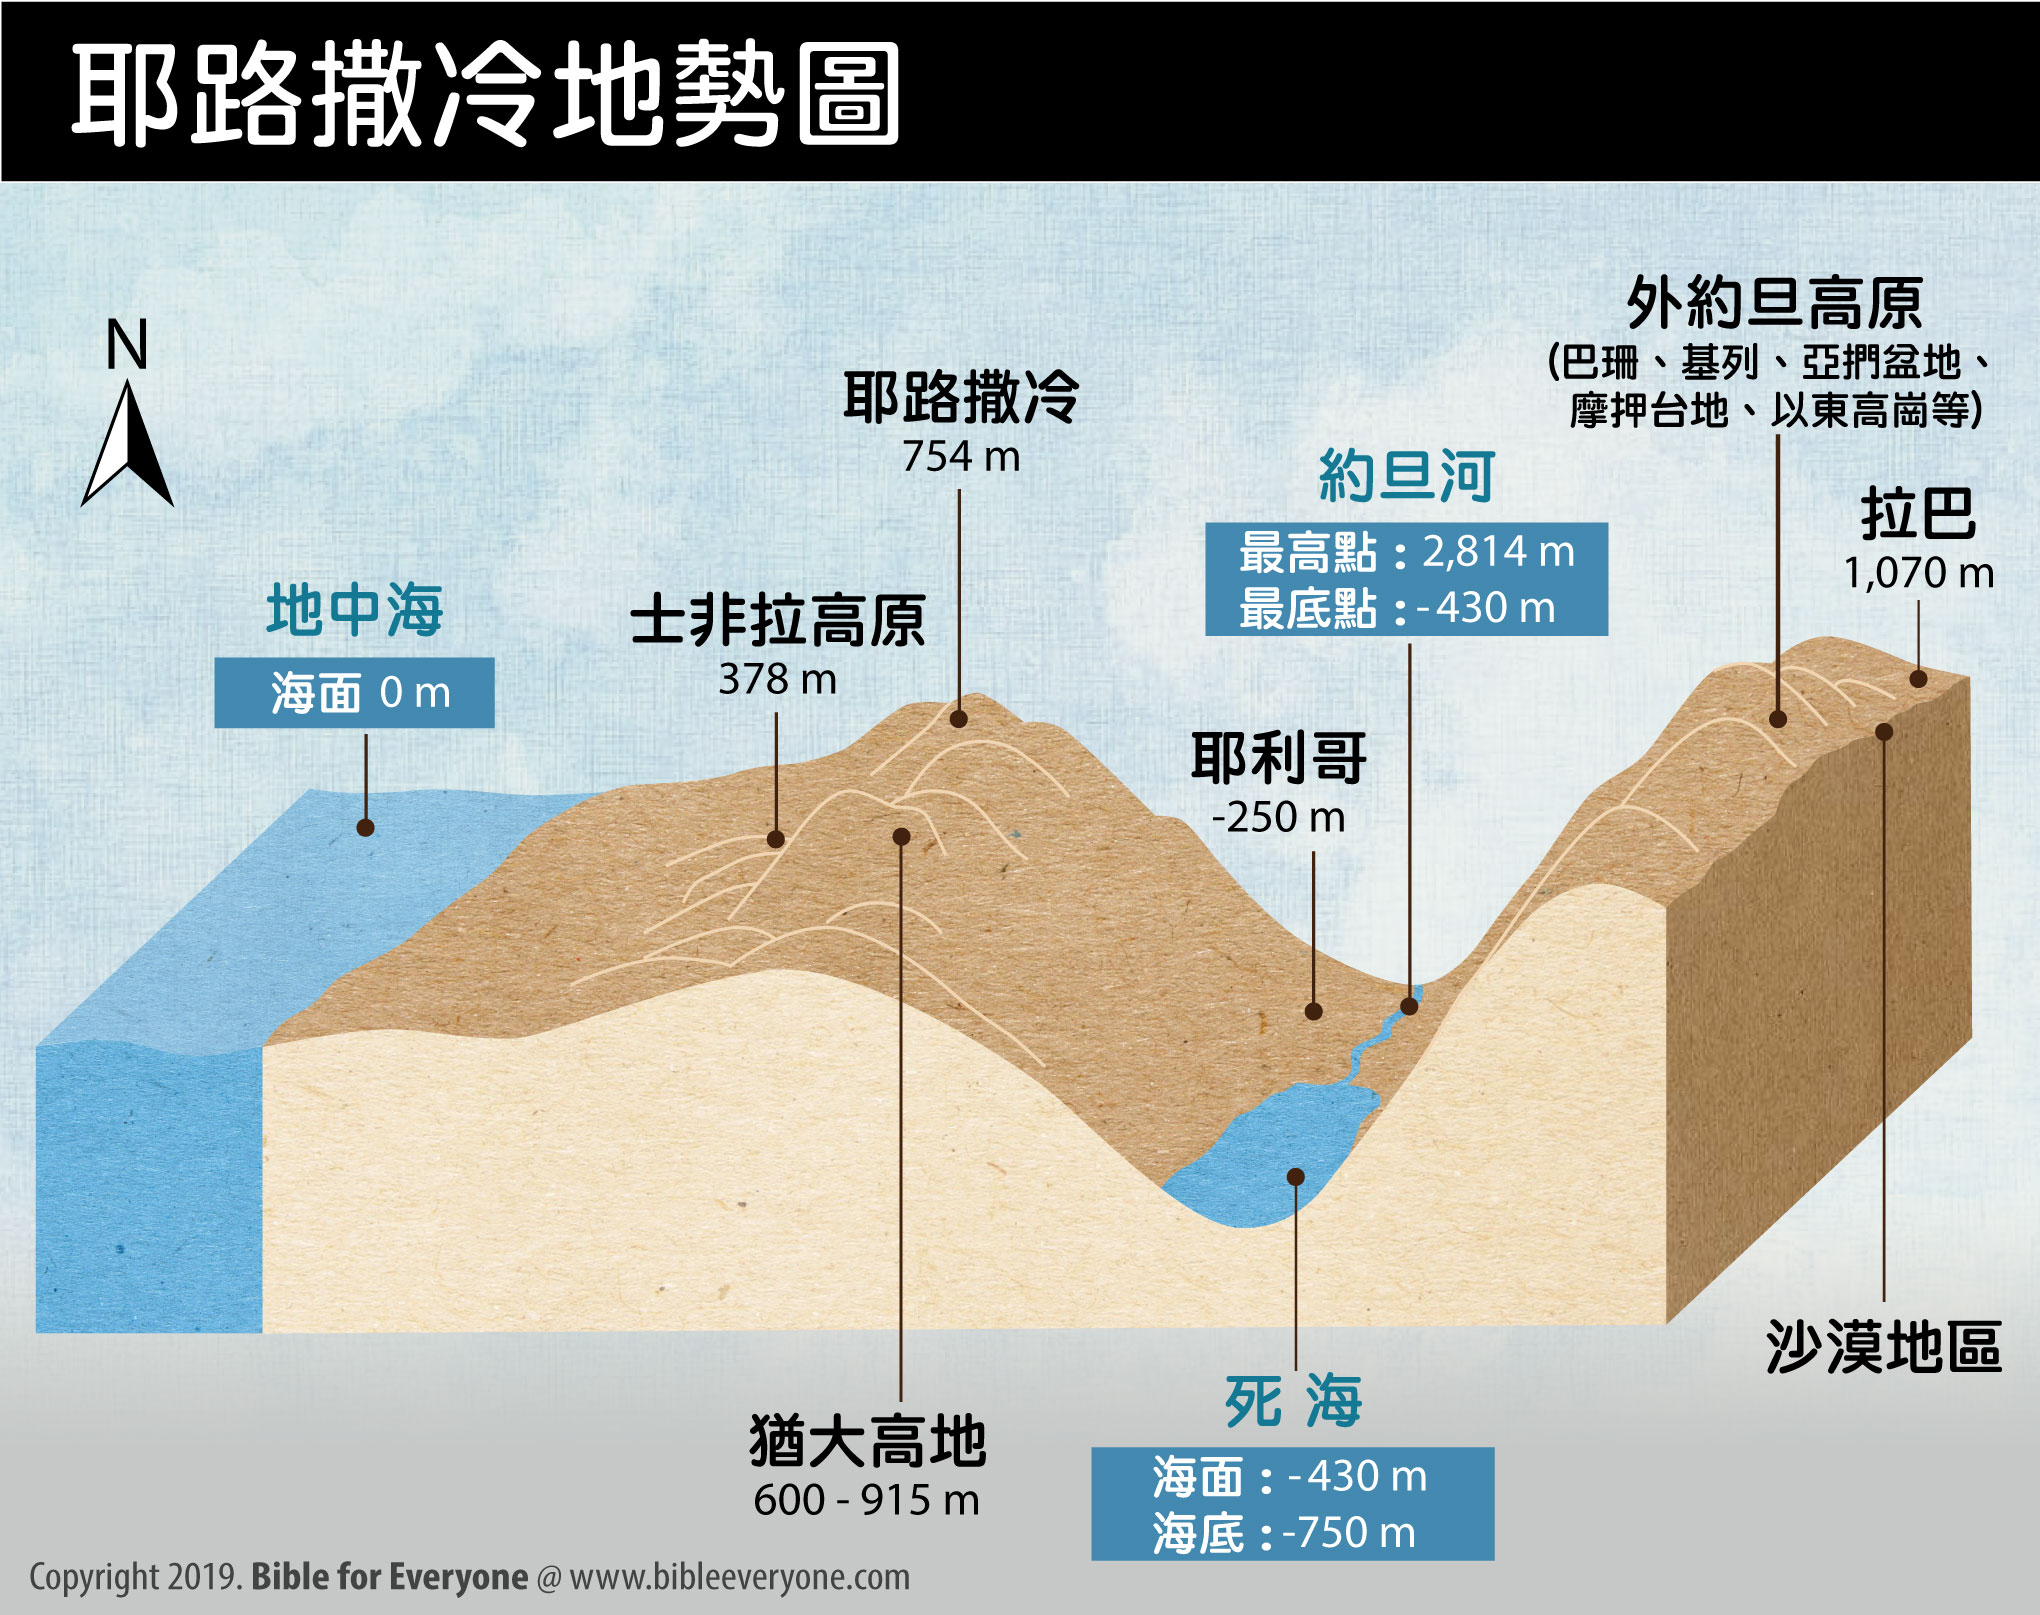 耶路撒冷地勢圖
N
外約旦高原
(巴珊、基列、亞捫盆地、
摩押台地、以東高崗等)
耶路撒冷
754 m
約旦河
最高點：2,814 m
最底點：-430 m
拉巴
1,070 m
地中海
海面 0 m
士非拉高原
378 m
耶利哥
-250 m
沙漠地區
死 海
海面：-430 m
海底：-750 m
猶大高地
600 - 915 m
Copyright 2019. Bible for Everyone @ www.bibleeveryone.com